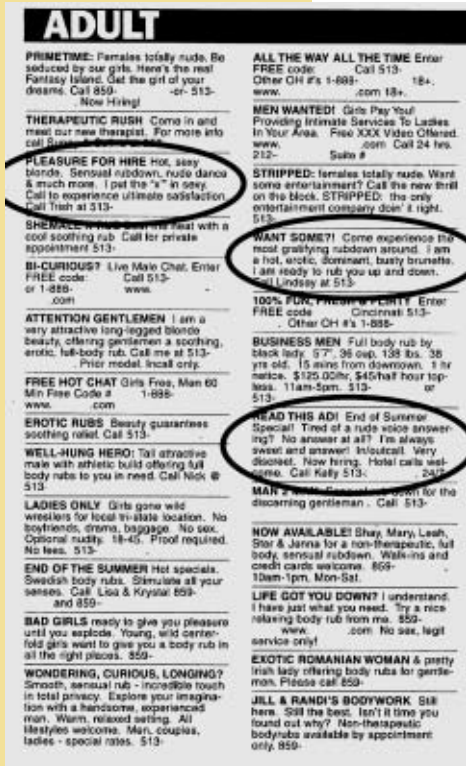 ADULT
PRIMETIME: Females totally nude. Be
seduced by our girls. Here's the real
Fantasy Island. Get the girl of your
dreams. Call 859- -or- 513-
. Now Hiring!
THERAPEUTIC RUSH Come in and
meet our new therapist. For more info
call
PLEASURE FOR HIRE Hot, sexy
blonde. Sensual rubdown, nude dance
& much more. I put the "x" in sexy.
Call to experience ultimate satisfaction
Call Trish at 513-
heat with a
cool soothing rub Call for private
appointment 513-
BI-CURIOUS? Live Male Chat. Enter
FREE code: Call 513-
or 1-888- www.
.com
ATTENTION GENTLEMEN I am a
very attractive long-legged blonde
beauty, offering gentlemen a soothing,
erotic, full-body rub. Call me at 513-
. Prior model. Incall only.
FREE HOT CHAT Girls Free, Men 60
Min Free Code # 1-888-
www. .com
EROTIC RUBS Beauty guarantees
soothing relief. Call 513-
WELL-HUNG HERO: Tall attractive
male with athletic build offering full
body rubs to you in need. Call Nick @
513-
LADIES ONLY Girls gone wild
wrestlers for local tri-state location. No
boyfriends, drama, baggage. No sex.
Optional nudity. 18-45. Proof required.
No fees. 513-
END OF THE SUMMER Hot specials.
Swedish body rubs. Stimulate all your
senses. Call Lisa & Krystal 859-
and 859-
BAD GIRLS ready to give you pleasure
until you explode. Young, wild center-
fold girls want to give you a body rub in
all the right places. 859-
WONDERING, CURIOUS, LONGING?
Smooth, sensual rub - incredible touch
in total privacy. Explore your imagina-
tion with a handsome, experienced
man. Warm, relaxed setting. All
lifestyles welcome. Men, couples,
ladies - special rates. 513-
ALL THE WAY ALL THE TIME Enter
FREE code: Call 513-
Other OH #'s 1-888- 18+.
www. .com 18+.
MEN WANTED! Girls Pay You!
Providing Intimate Services To Ladies
In Your Area. Free XXX Video Offered.
www. .com Call 24 hrs.
212- Suite #
STRIPPED: females totally nude. Want
some entertainment? Call the new thrill
on the block. STRIPPED: the only
entertainment company doin' it right.
513-
WANT SOME?! Come experience the
most gratifying rubdown around. I am
a hot, erotic, dominant, busty brunette.
I am ready to rub you up and down.
Call Lindsay at 513-
100% FUN, FRESH & FLIRTY Enter
FREE code Cincinnati 513-
. Other OH #'s 1-888-
BUSINESS MEN Full body rub by
black lady. 5'7", 36 cup, 138 lbs. 38
yrs old. 15 mins from downtown. 1 hr
notice. $125.00/hr, $45/half hour top-
less. 11am-5pm. 513- or
513-
READ THIS AD! End of Summer
Special! Tired of a rude voice answer-
ing? No answer at all? I'm always
sweet and answer! In/outcall. Very
discreet. Now hiring. Hotel calls wel-
come. Call Kelly 513- . 24/7
MAN 2 for the
discerning gentleman. Call 513-
NOW AVAILABLE! Shay, Mary, Leah,
Star & Janna for a non-therapeutic, full
body, sensual rubdown. Walk-ins and
credit cards welcome. 859-
10am-1pm. Mon-Sat.
LIFE GOT YOU DOWN? I understand.
I have just what you need. Try a nice
relaxing body rub from me. 859-
www. .com No sex, legit
service only!
EXOTIC ROMANIAN WOMAN & pretty
Irish lady offering body rubs for gentle-
men. Please call 859-
JILL & RANDI'S BODYWORK Still
here. Still the best. Isn't it time you
found out why? Non-therapeutic
bodyrubs available by appointment
only. 859-